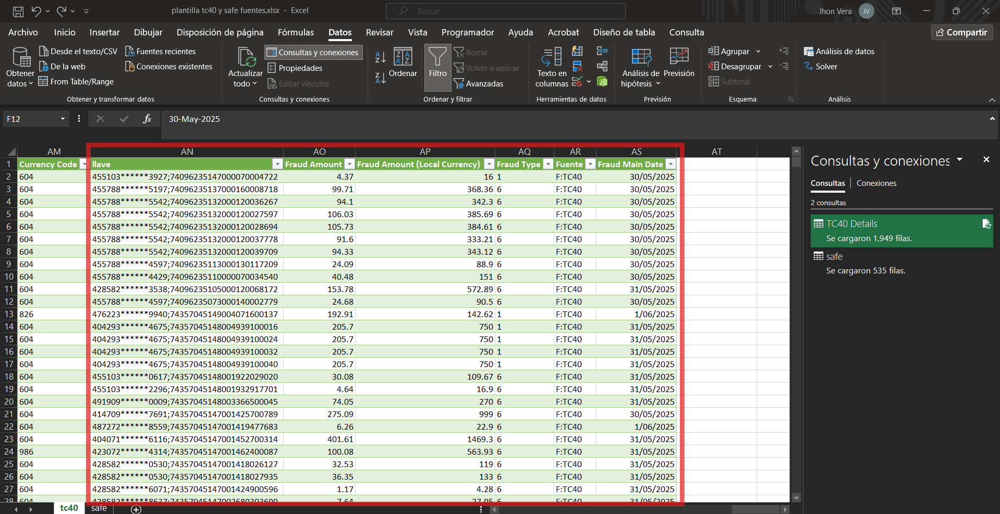 plantilla tc40 y safe fuentes.xlsx - Excel
Buscar
Jhon Vera JV
Archivo Inicio Insertar Dibujar Disposición de página Fórmulas Datos Revisar Vista Programador Ayuda Acrobat Diseño de tabla Consulta Compartir
Obtener datos
Desde el texto/CSV
De la web
From Table/Range
Fuentes recientes
Conexiones existentes
Obtener y transformar datos
Actualizar todo
Consultas y conexiones
Propiedades
Editar vínculos
Consultas y conexiones
Ordenar
Filtro
Borrar
Volver a aplicar
Avanzadas
Ordenar y filtrar
Texto en columnas
Herramientas de datos
Análisis de hipótesis
Previsión
Previsión
Agrupar
Desagrupar
Subtotal
Esquema
Análisis de datos
Solver
Análisis
F12 fx 30-May-2025
AM AN AO AP AQ AR AS AT
1 Currency Code llave Fraud Amount Fraud Amount (Local Currency) Fraud Type Fuente Fraud Main Date
2 604 455103******3927;74096235147000070004722 4.37 16 1 F:TC40 30/05/2025
3 604 455788******5197;74096235137000160008718 99.71 368.36 6 F:TC40 30/05/2025
4 604 455788******5542;74096235132000120036267 94.1 342.3 6 F:TC40 30/05/2025
5 604 455788******5542;74096235132000120027597 106.03 385.69 6 F:TC40 30/05/2025
6 604 455788******5542;74096235132000120028694 105.73 384.61 6 F:TC40 30/05/2025
7 604 455788******5542;74096235132000120037778 91.6 333.21 6 F:TC40 30/05/2025
8 604 455788******5542;74096235132000120039709 94.33 343.12 6 F:TC40 30/05/2025
9 604 455788******4597;74096235113000130117209 24.09 88.9 6 F:TC40 30/05/2025
10 604 455788******4429;74096235110000070034540 40.48 151 6 F:TC40 30/05/2025
11 604 428582******3538;74096235105000120068172 153.78 572.89 6 F:TC40 31/05/2025
12 604 455788******4597;74096235073000140002779 24.68 90.5 6 F:TC40 30/05/2025
13 826 476223******9940;74357045149004071600137 192.91 142.62 1 F:TC40 1/06/2025
14 604 404293******4675;74357045148004939100016 205.7 750 1 F:TC40 31/05/2025
15 604 404293******4675;74357045148004939100024 205.7 750 1 F:TC40 31/05/2025
16 604 404293******4675;74357045148004939100032 205.7 750 1 F:TC40 31/05/2025
17 604 404293******4675;74357045148004939100040 205.7 750 1 F:TC40 31/05/2025
18 604 455103******0617;74357045148001922029020 30.08 109.67 6 F:TC40 31/05/2025
19 604 455103******2296;74357045148001932917701 4.64 16.9 6 F:TC40 31/05/2025
20 604 491909******0009;74357045148003366500045 74.05 270 6 F:TC40 31/05/2025
21 604 414709******7691;74357045147001425700789 275.09 999 6 F:TC40 30/05/2025
22 604 487272******8559;74357045147001419477683 6.26 22.9 6 F:TC40 1/06/2025
23 604 404071******6116;74357045147001452700314 401.61 1469.3 6 F:TC40 31/05/2025
24 986 423072******4314;74357045147001462400087 100.08 563.93 6 F:TC40 31/05/2025
25 604 428582******0530;74357045147001418026127 32.53 119 6 F:TC40 31/05/2025
26 604 428582******0530;74357045147001418027935 36.35 133 6 F:TC40 31/05/2025
27 604 428582******6071;74357045147001424900596 1.17 4.28 6 F:TC40 31/05/2025
28 604 428582******8637;74357045147002680303699 7.64 27.95 6 F:TC40 31/05/2025
tc40 safe
Consultas y conexiones
Consultas Conexiones
2 consultas
TC40 Details
Se cargaron 1,949 filas.
safe
Se cargaron 535 filas.